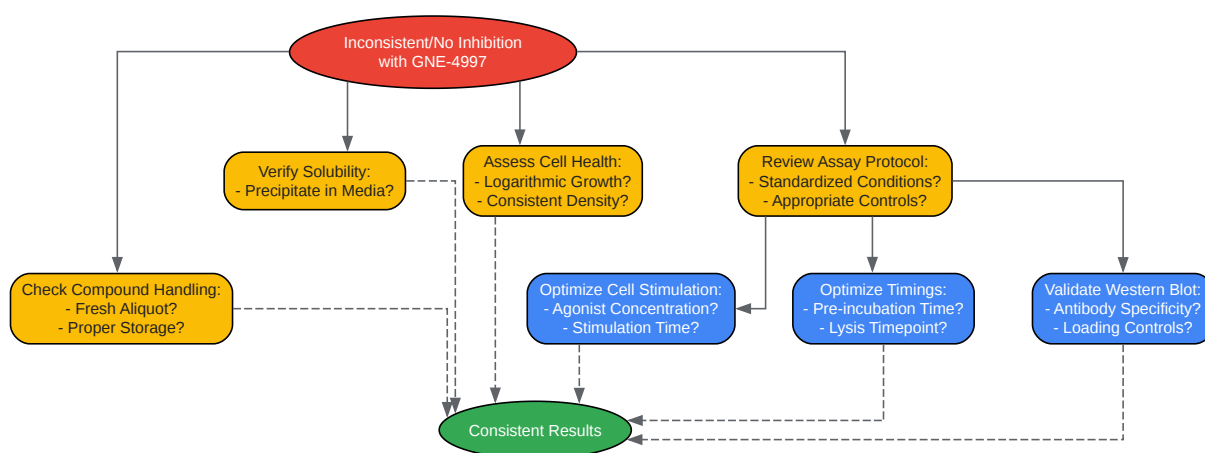 Inconsistent/No Inhibition
with GNE-4997
Verify Solubility:
- Precipitate in Media?
Assess Cell Health:
- Logarithmic Growth?
- Consistent Density?
Review Assay Protocol:
- Standardized Conditions?
- Appropriate Controls?
Check Compound Handling:
- Fresh Aliquot?
- Proper Storage?
Optimize Cell Stimulation:
- Agonist Concentration?
- Stimulation Time?
Optimize Timings:
- Pre-incubation Time?
- Lysis Timepoint?
Validate Western Blot:
- Antibody Specificity?
- Loading Controls?
Consistent Results